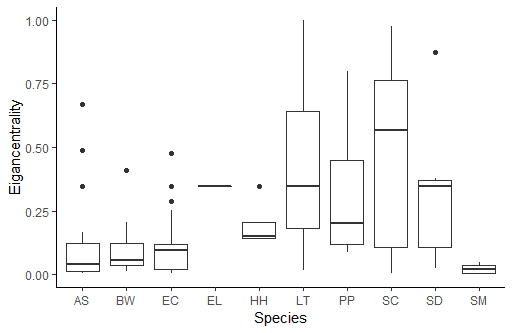 Eigancentrality
1.00
0.75
0.50
0.25
0.00
AS BW EC EL HH LT PP SC SD SM
Species